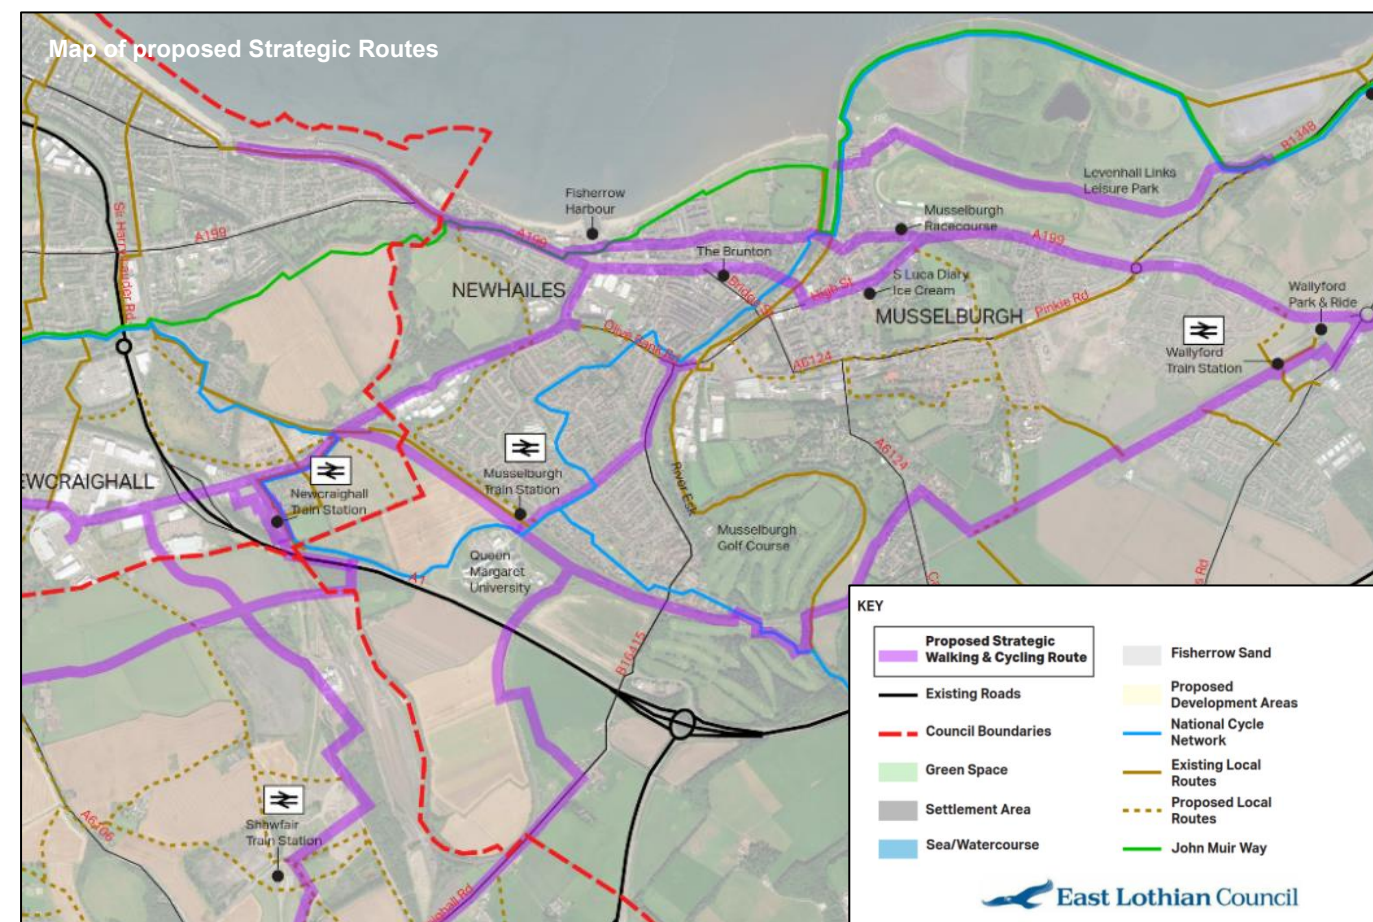 Map of proposed Strategic Routes
Fisherrow
Harbour
Levenhall Links
Leisure Park
B1348
Sir Harry Lauder Rd
A199
A199
Musselburgh
Racecourse
A199
The Brunton
Bridge St
High St
S Luca Diary
Ice Cream
NEWHAILES
MUSSELBURGH
Pinkie Rd
Wallyford
Park & Ride
Olive Bank Rd
A6124
Wallyford
Train Station
A6124
EWCRAIGHALL
Newcraighall
Train Station
Musselburgh
Train Station
River Esk
Musselburgh
Golf Course
Queen
Margaret
University
A1
B16415
Shawfair
Train Station
A6106
KEY
Proposed Strategic
Walking & Cycling Route
Existing Roads
Council Boundaries
Green Space
Settlement Area
Sea/Watercourse
Fisherrow Sand
Proposed
Development Areas
National Cycle
Network
Existing Local
Routes
Proposed Local
Routes
John Muir Way
East Lothian Council